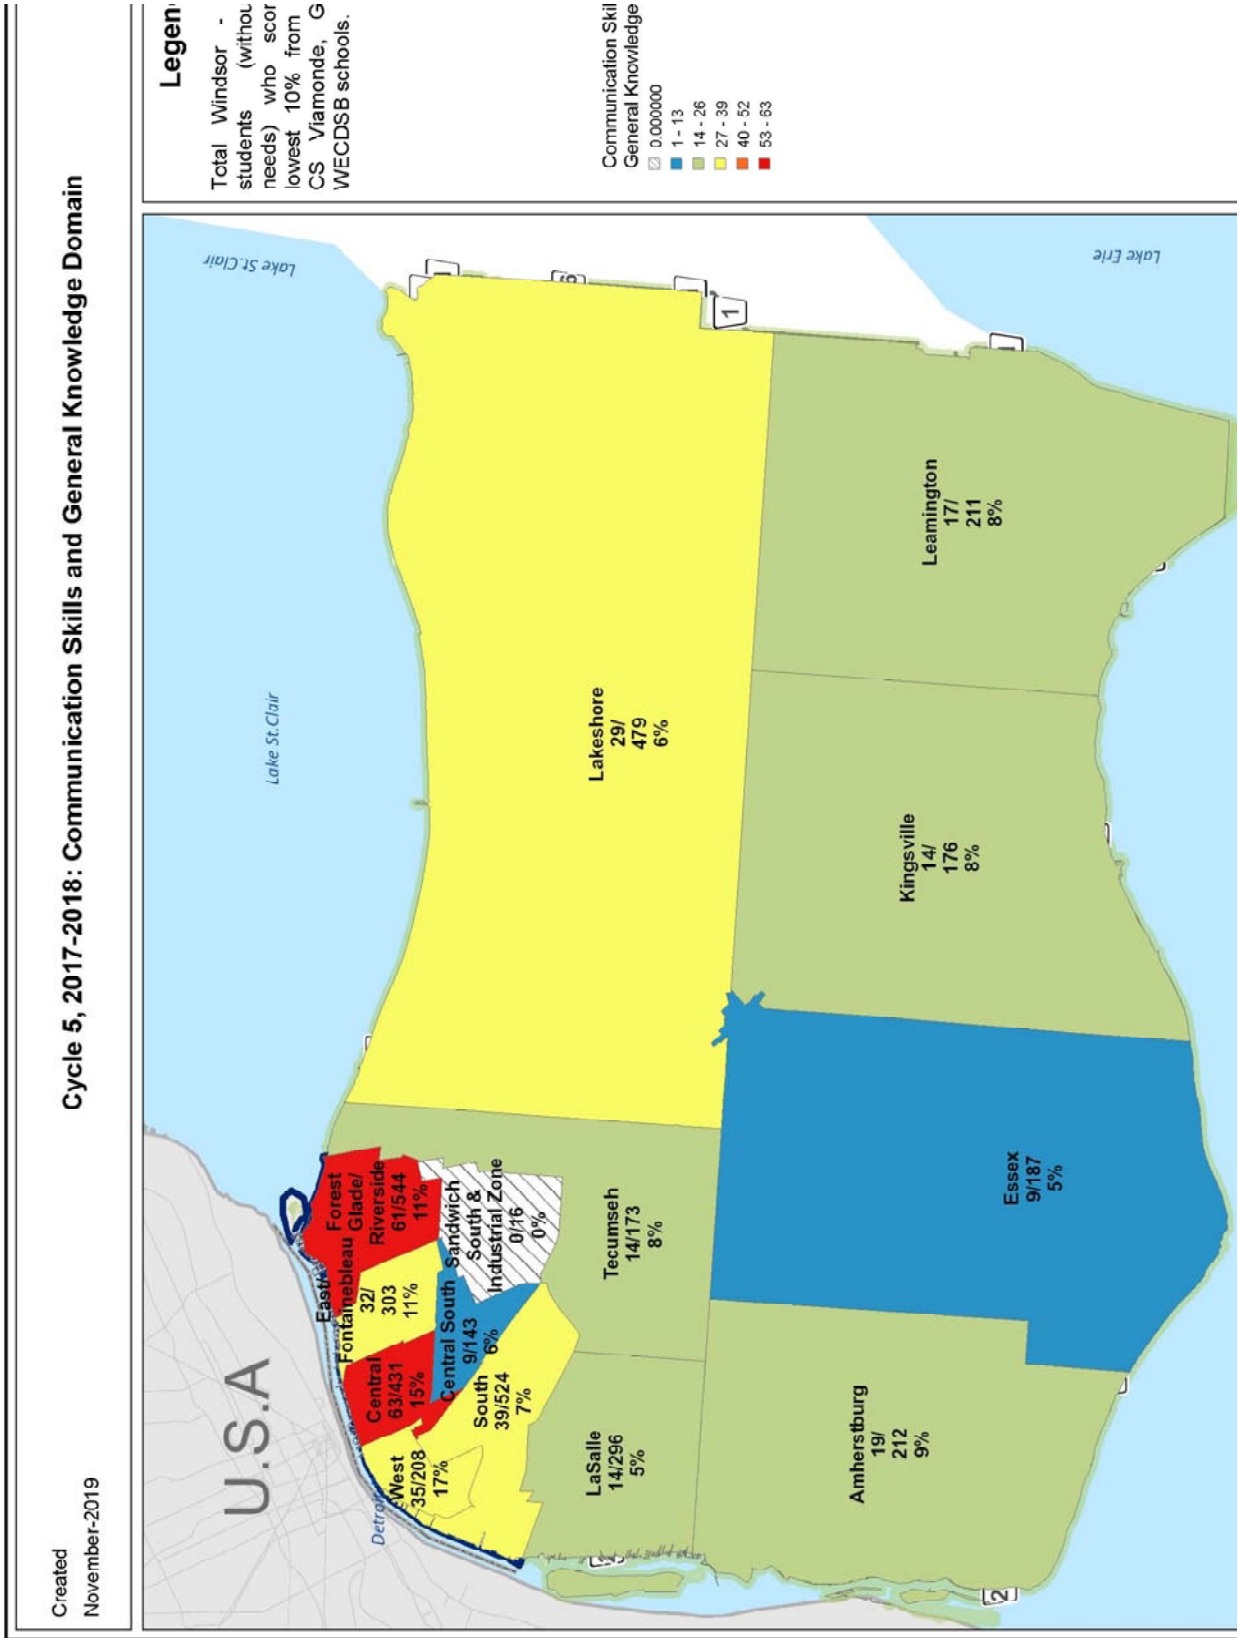 Created
November-2019
Cycle 5, 2017-2018: Communication Skills and General Knowledge Domain
U.S.A
Lake St.Clair
Lake St.Clair
Lake Erie
East/
Fontainebleau
32/
303
11%
Forest
Glade/
Riverside
61/544
11%
Central
63/431
15%
West
35/208
17%
Central South
9/143
6%
Sandwich
South &
Industrial Zone
0/16
0%
South
39/524
7%
LaSalle
14/296
5%
Tecumseh
14/173
8%
Lakeshore
29/
479
6%
Amherstburg
19/
212
9%
Essex
9/187
5%
Kingsville
14/
176
8%
Leamington
17/
211
8%
1
2
Total Windsor -
students (withou
needs) who scor
lowest 10% from
CS Viamonde, G
WECDSB schools.
Communication Skil
General Knowledge
0.000000
1 - 13
14 - 26
27 - 39
40 - 52
53 - 63